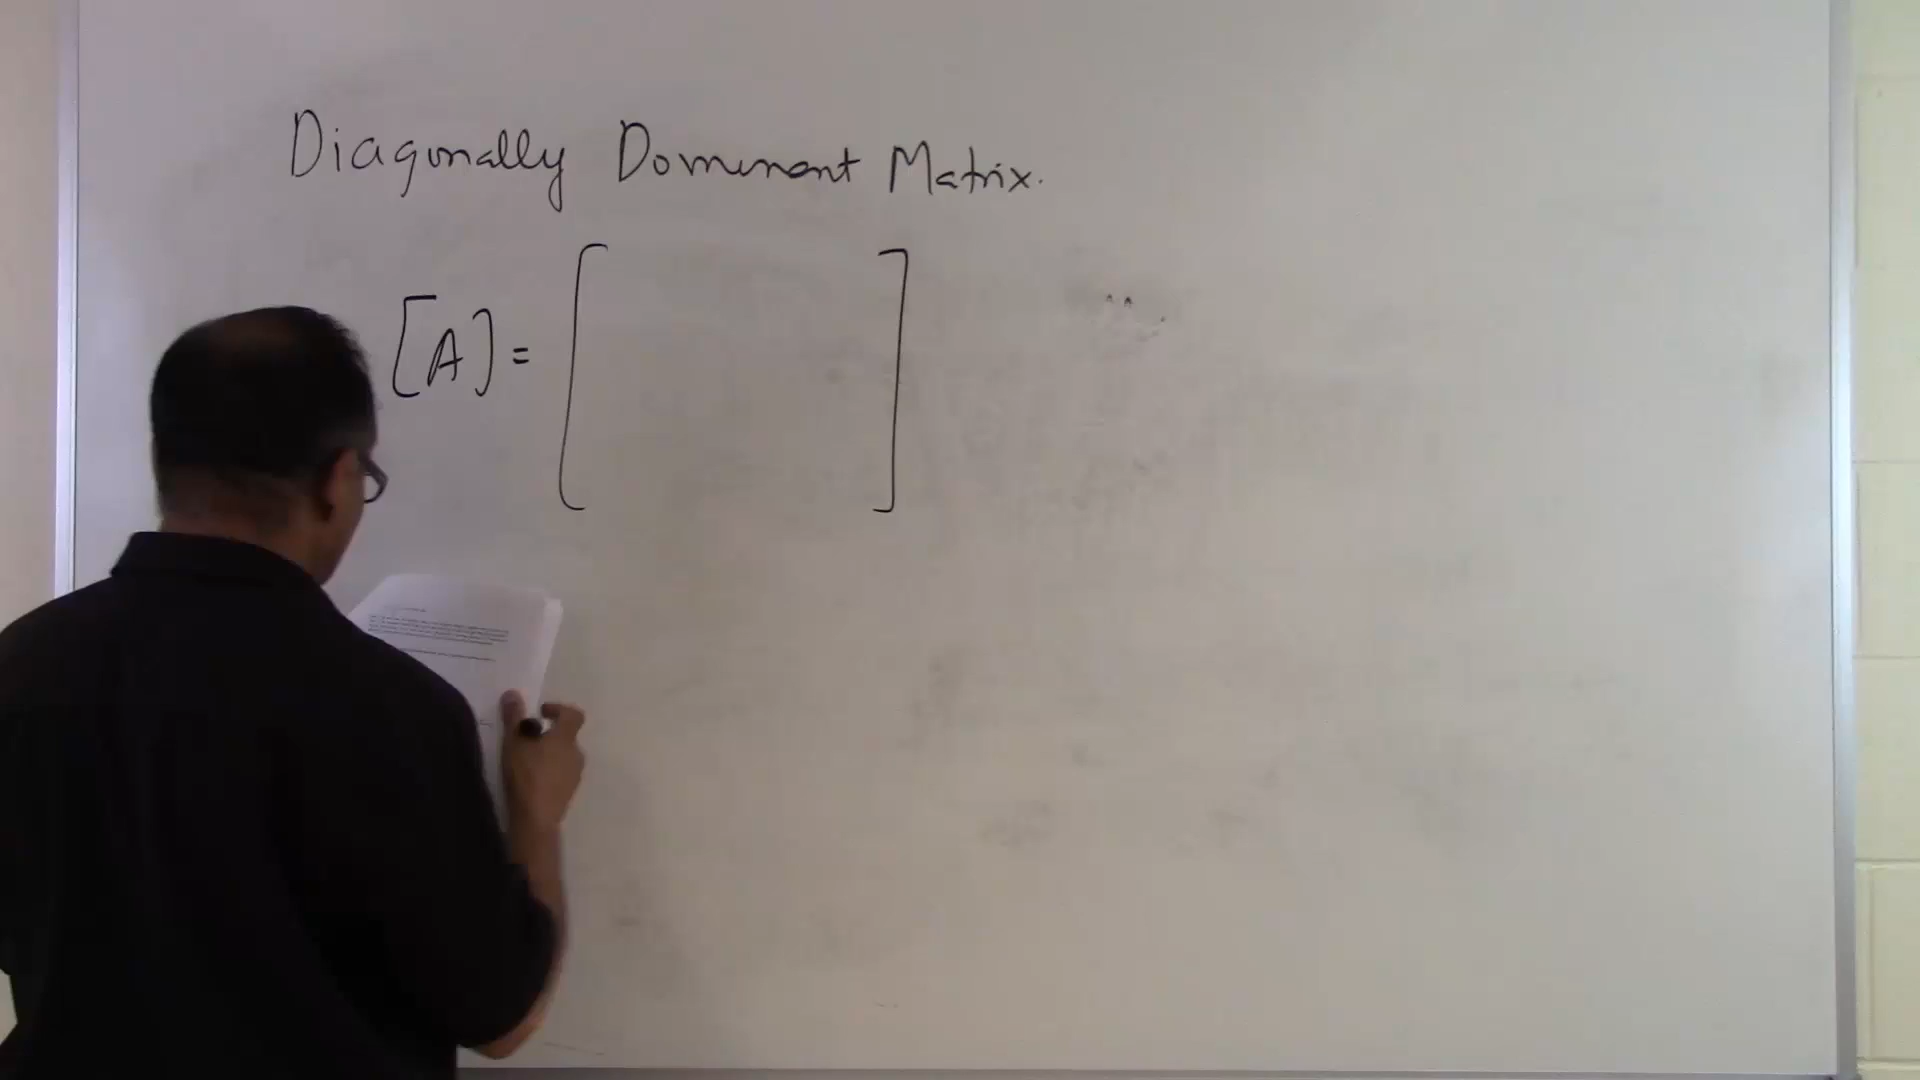 Diagonally Dominant Matrix.
[A] = [ ]